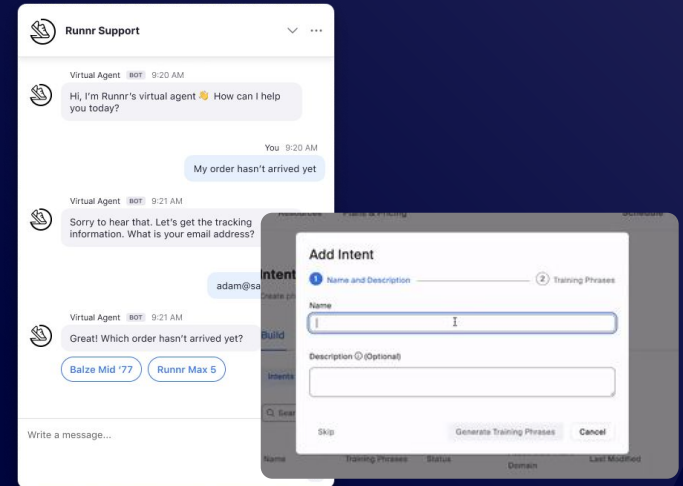 Runnr Support
Virtual Agent BOT 9:20 AM
Hi, I'm Runnr's virtual agent 👋 How can I help
you today?
You 9:20 AM
My order hasn't arrived yet
Virtual Agent BOT 9:21 AM
Sorry to hear that. Let's get the tracking
information. What is your email address?
adam@sa
Virtual Agent BOT 9:21 AM
Great! Which order hasn't arrived yet?
Balze Mid '77
Runnr Max 5
Write a message...
Resources Plans & Pricing Schedule
Intent
Create
Build
Intents
Name Training Phrases Status Domain Last Modified
Add Intent
1 Name and Description
2 Training Phrases
Name
Description (Optional)
Skip Generate Training Phrases Cancel